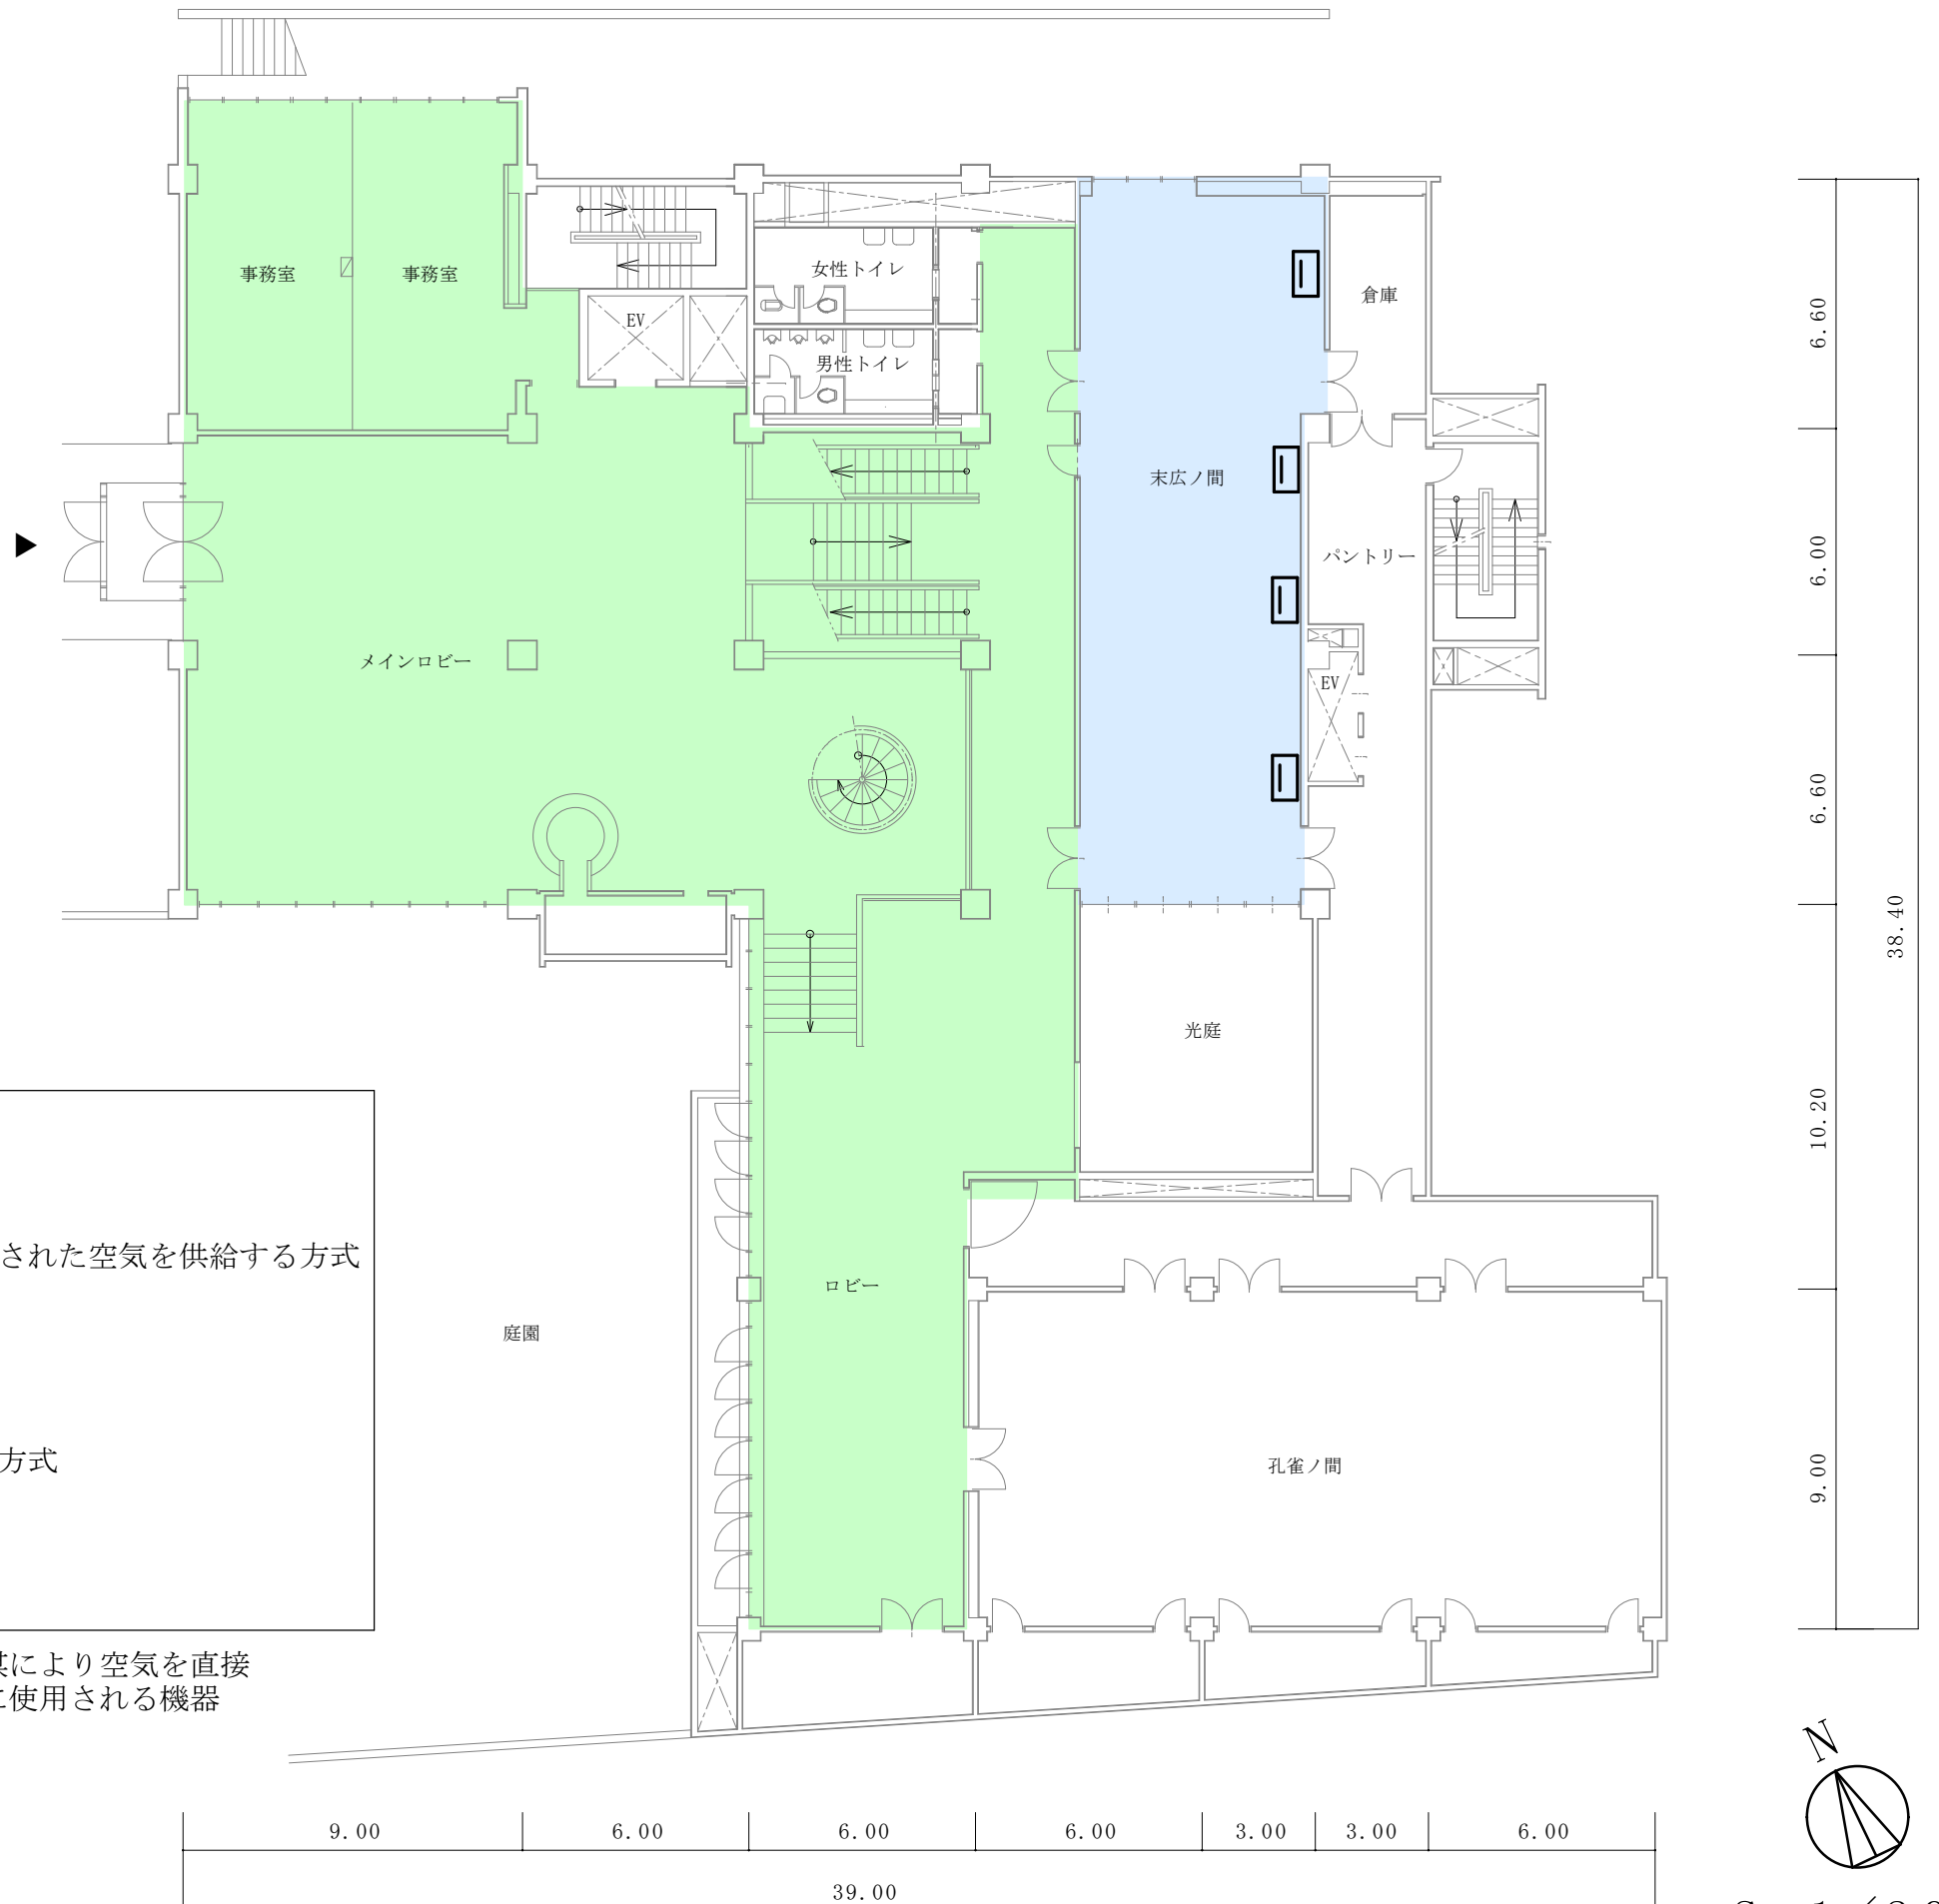 事務室
事務室
女性トイレ
EV
男性トイレ
倉庫
末広ノ間
パントリー
メインロビー
EV
光庭
ロビー
庭園
孔雀ノ間
された空気を供給する方式
方式
により空気を直接
使用される機器
6.60
6.00
6.60
10.20
9.00
38.40
9.00
6.00
6.00
6.00
3.00
3.00
6.00
39.00
N